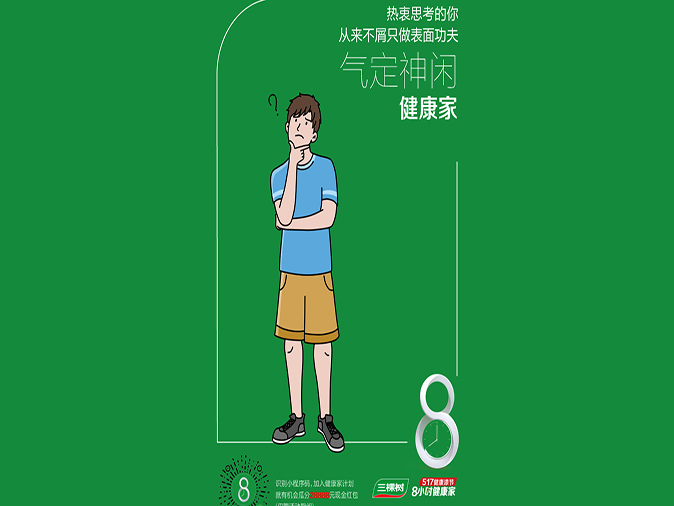 热衷思考的你
从来不屑只做表面功夫
气定神闲
健康家
?
8
识别小程序码,加入健康家计划
就有机会瓜分88888元现金红包
8
三棵树
517健康漆节
8小时健康家